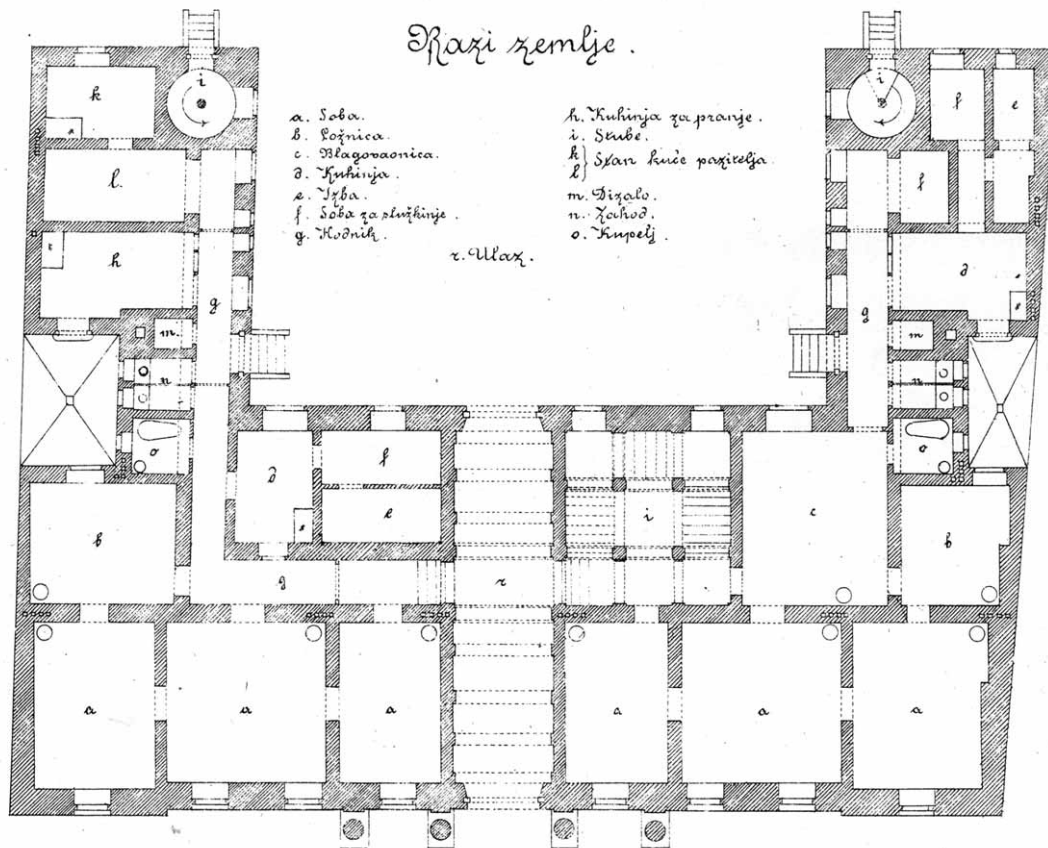 Razi zemlje.
a. Soba.
b. Ložnica.
c. Blagovaonica.
d. Kuhinja.
e. Izba.
f. Soba za služkinje.
g. Hodnik.
h. Kuhinja za pranje.
i. Stube.
k
l } Stan kuće pazitelja.
m. Dizalo.
n. Zahod.
o. Kupelj.
r. Ulaz.
k
i
s
l.
h
s
g
m
n
o
b
d
f
e
s
g
r
i
c
a
a
a
a
a
a
i
f
e
f
d
s
g
m
n
o
b